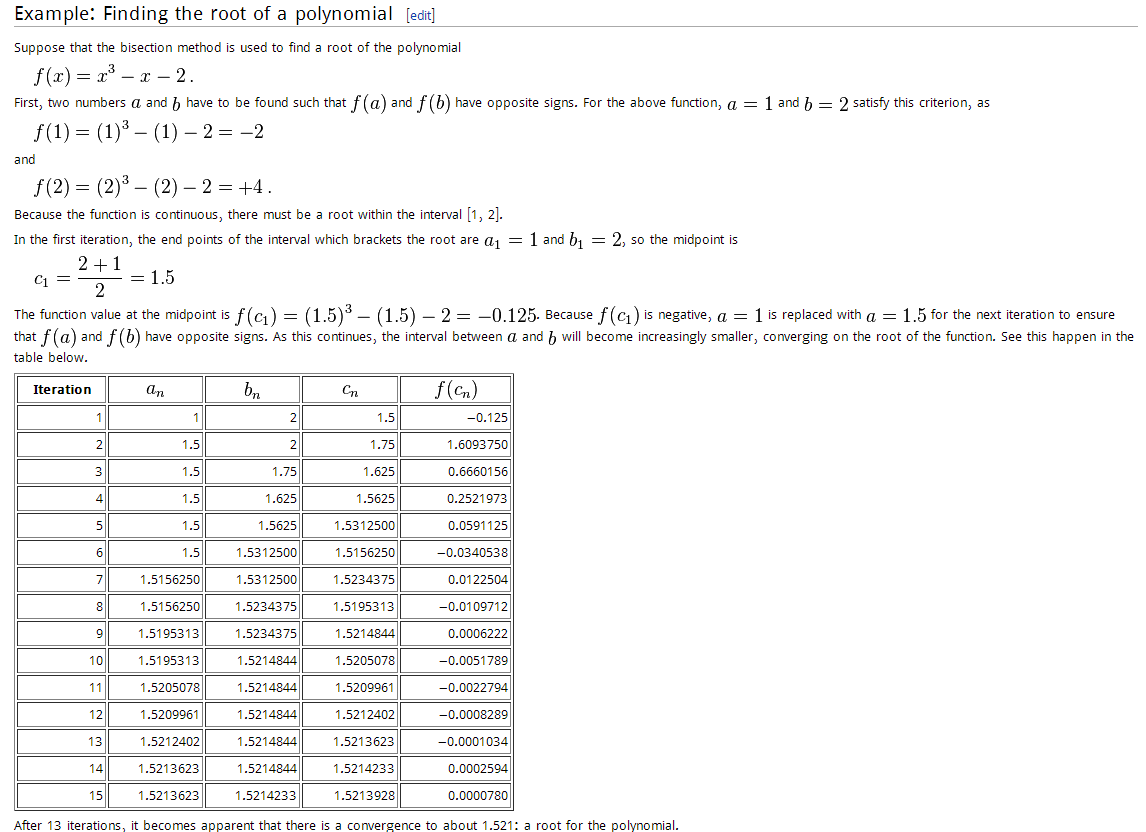 Example: Finding the root of a polynomial [edit]
Suppose that the bisection method is used to find a root of the polynomial
f(x) = x³ − x − 2.
First, two numbers a and b have to be found such that f(a) and f(b) have opposite signs. For the above function, a = 1 and b = 2 satisfy this criterion, as
f(1) = (1)³ − (1) − 2 = −2
and
f(2) = (2)³ − (2) − 2 = +4.
Because the function is continuous, there must be a root within the interval [1, 2].
In the first iteration, the end points of the interval which brackets the root are a₁ = 1 and b₁ = 2, so the midpoint is
c₁ = (2 + 1)/2 = 1.5
The function value at the midpoint is f(c₁) = (1.5)³ − (1.5) − 2 = −0.125. Because f(c₁) is negative, a = 1 is replaced with a = 1.5 for the next iteration to ensure
that f(a) and f(b) have opposite signs. As this continues, the interval between a and b will become increasingly smaller, converging on the root of the function. See this happen in the
table below.
Iteration aₙ bₙ cₙ f(cₙ)
1 1 2 1.5 −0.125
2 1.5 2 1.75 1.6093750
3 1.5 1.75 1.625 0.6660156
4 1.5 1.625 1.5625 0.2521973
5 1.5 1.5625 1.5312500 0.0591125
6 1.5 1.5312500 1.5156250 −0.0340538
7 1.5156250 1.5312500 1.5234375 0.0122504
8 1.5156250 1.5234375 1.5195313 −0.0109712
9 1.5195313 1.5234375 1.5214844 0.0006222
10 1.5195313 1.5214844 1.5205078 −0.0051789
11 1.5205078 1.5214844 1.5209961 −0.0022794
12 1.5209961 1.5214844 1.5212402 −0.0008289
13 1.5212402 1.5214844 1.5213623 −0.0001034
14 1.5213623 1.5214844 1.5214233 0.0002594
15 1.5213623 1.5214233 1.5213928 0.0000780
After 13 iterations, it becomes apparent that there is a convergence to about 1.521: a root for the polynomial.